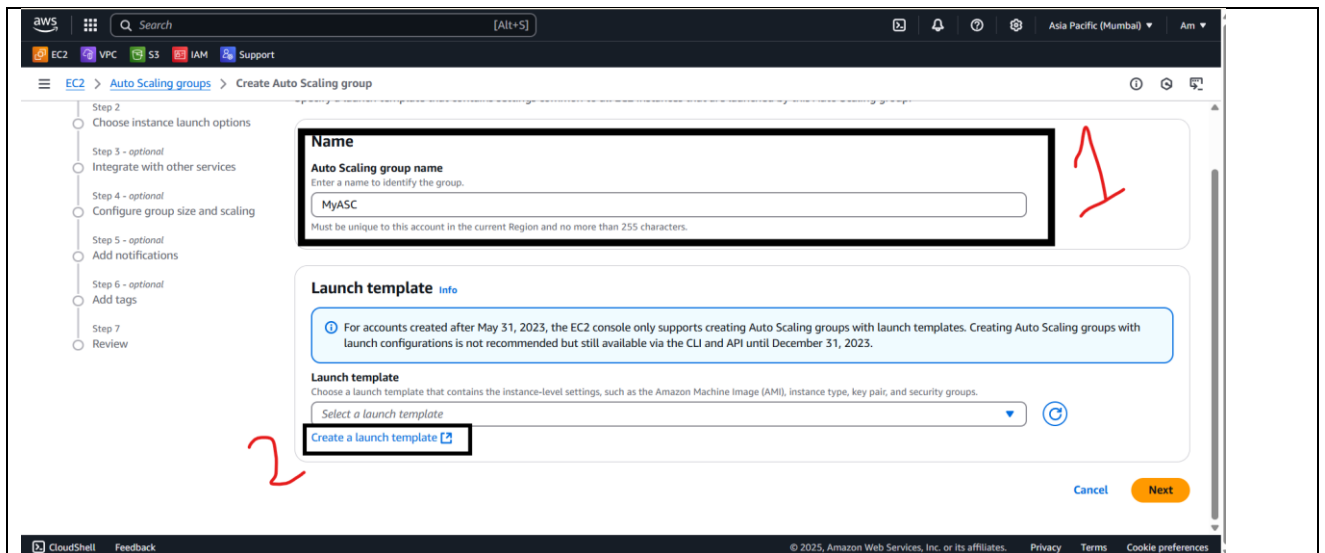 aws
Search [Alt+S]
Asia Pacific (Mumbai) ▼ Am ▼
EC2 VPC S3 IAM Support
EC2 > Auto Scaling groups > Create Auto Scaling group
Step 2
Choose instance launch options
Step 3 - optional
Integrate with other services
Step 4 - optional
Configure group size and scaling
Step 5 - optional
Add notifications
Step 6 - optional
Add tags
Step 7
Review
Name
Auto Scaling group name
Enter a name to identify the group.
MyASC
Must be unique to this account in the current Region and no more than 255 characters.
1
Launch template Info
For accounts created after May 31, 2023, the EC2 console only supports creating Auto Scaling groups with launch templates. Creating Auto Scaling groups with
launch configurations is not recommended but still available via the CLI and API until December 31, 2023.
Launch template
Choose a launch template that contains the instance-level settings, such as the Amazon Machine Image (AMI), instance type, key pair, and security groups.
Select a launch template
Create a launch template
2
Cancel Next
CloudShell Feedback © 2025, Amazon Web Services, Inc. or its affiliates. Privacy Terms Cookie preferences